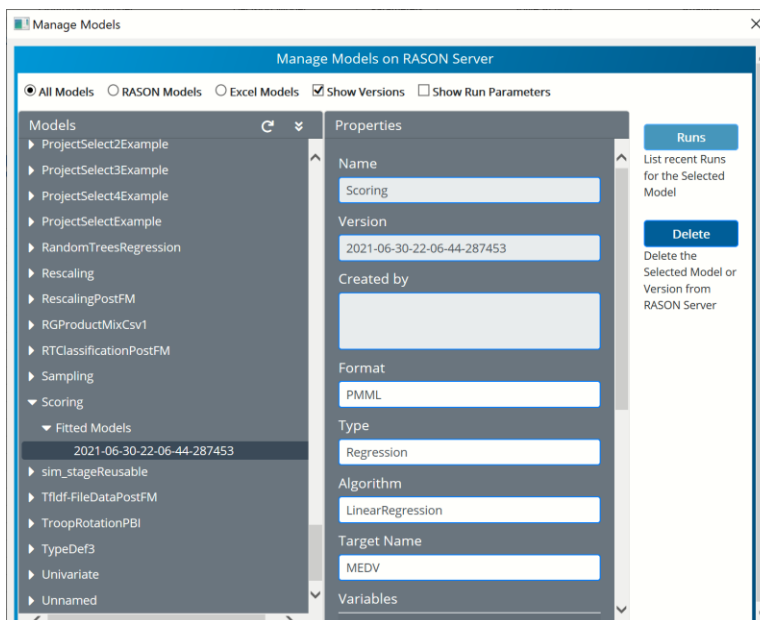 Manage Models
Manage Models on RASON Server
All Models RASON Models Excel Models Show Versions Show Run Parameters
Models
ProjectSelect2Example
ProjectSelect3Example
ProjectSelect4Example
ProjectSelectExample
RandomTreesRegression
Rescaling
RescalingPostFM
RGProductMixCsv1
RTClassificationPostFM
Sampling
Scoring
Fitted Models
2021-06-30-22-06-44-287453
sim_stageReusable
TfIdf-FileDataPostFM
TroopRotationPBI
TypeDef3
Univariate
Unnamed
Properties
Name
Scoring
Version
2021-06-30-22-06-44-287453
Created by
Format
PMML
Type
Regression
Algorithm
LinearRegression
Target Name
MEDV
Variables
Runs
List recent Runs
for the Selected
Model
Delete
Delete the
Selected Model or
Version from
RASON Server